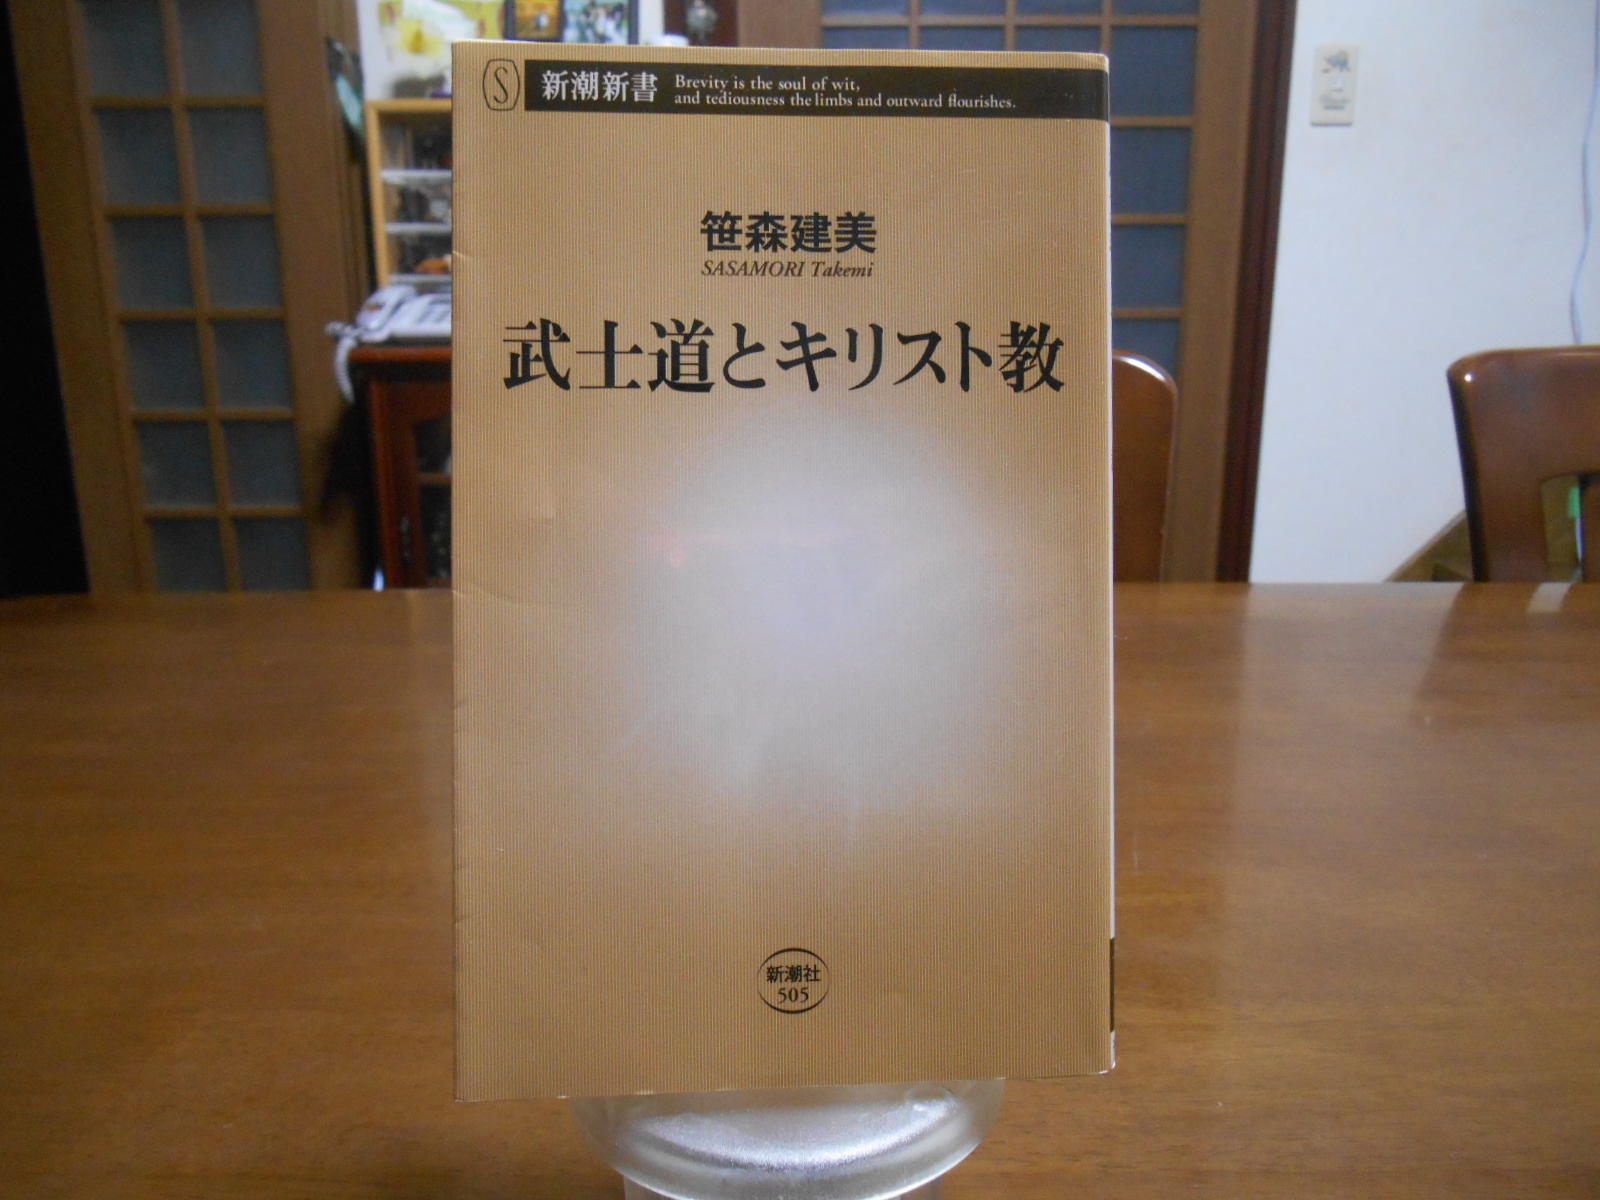 S 新潮新書 Brevity is the soul of wit,
and tediousness the limbs and outward flourishes.
笹森建美
SASAMORI Takemi
武士道とキリスト教
新潮社
505